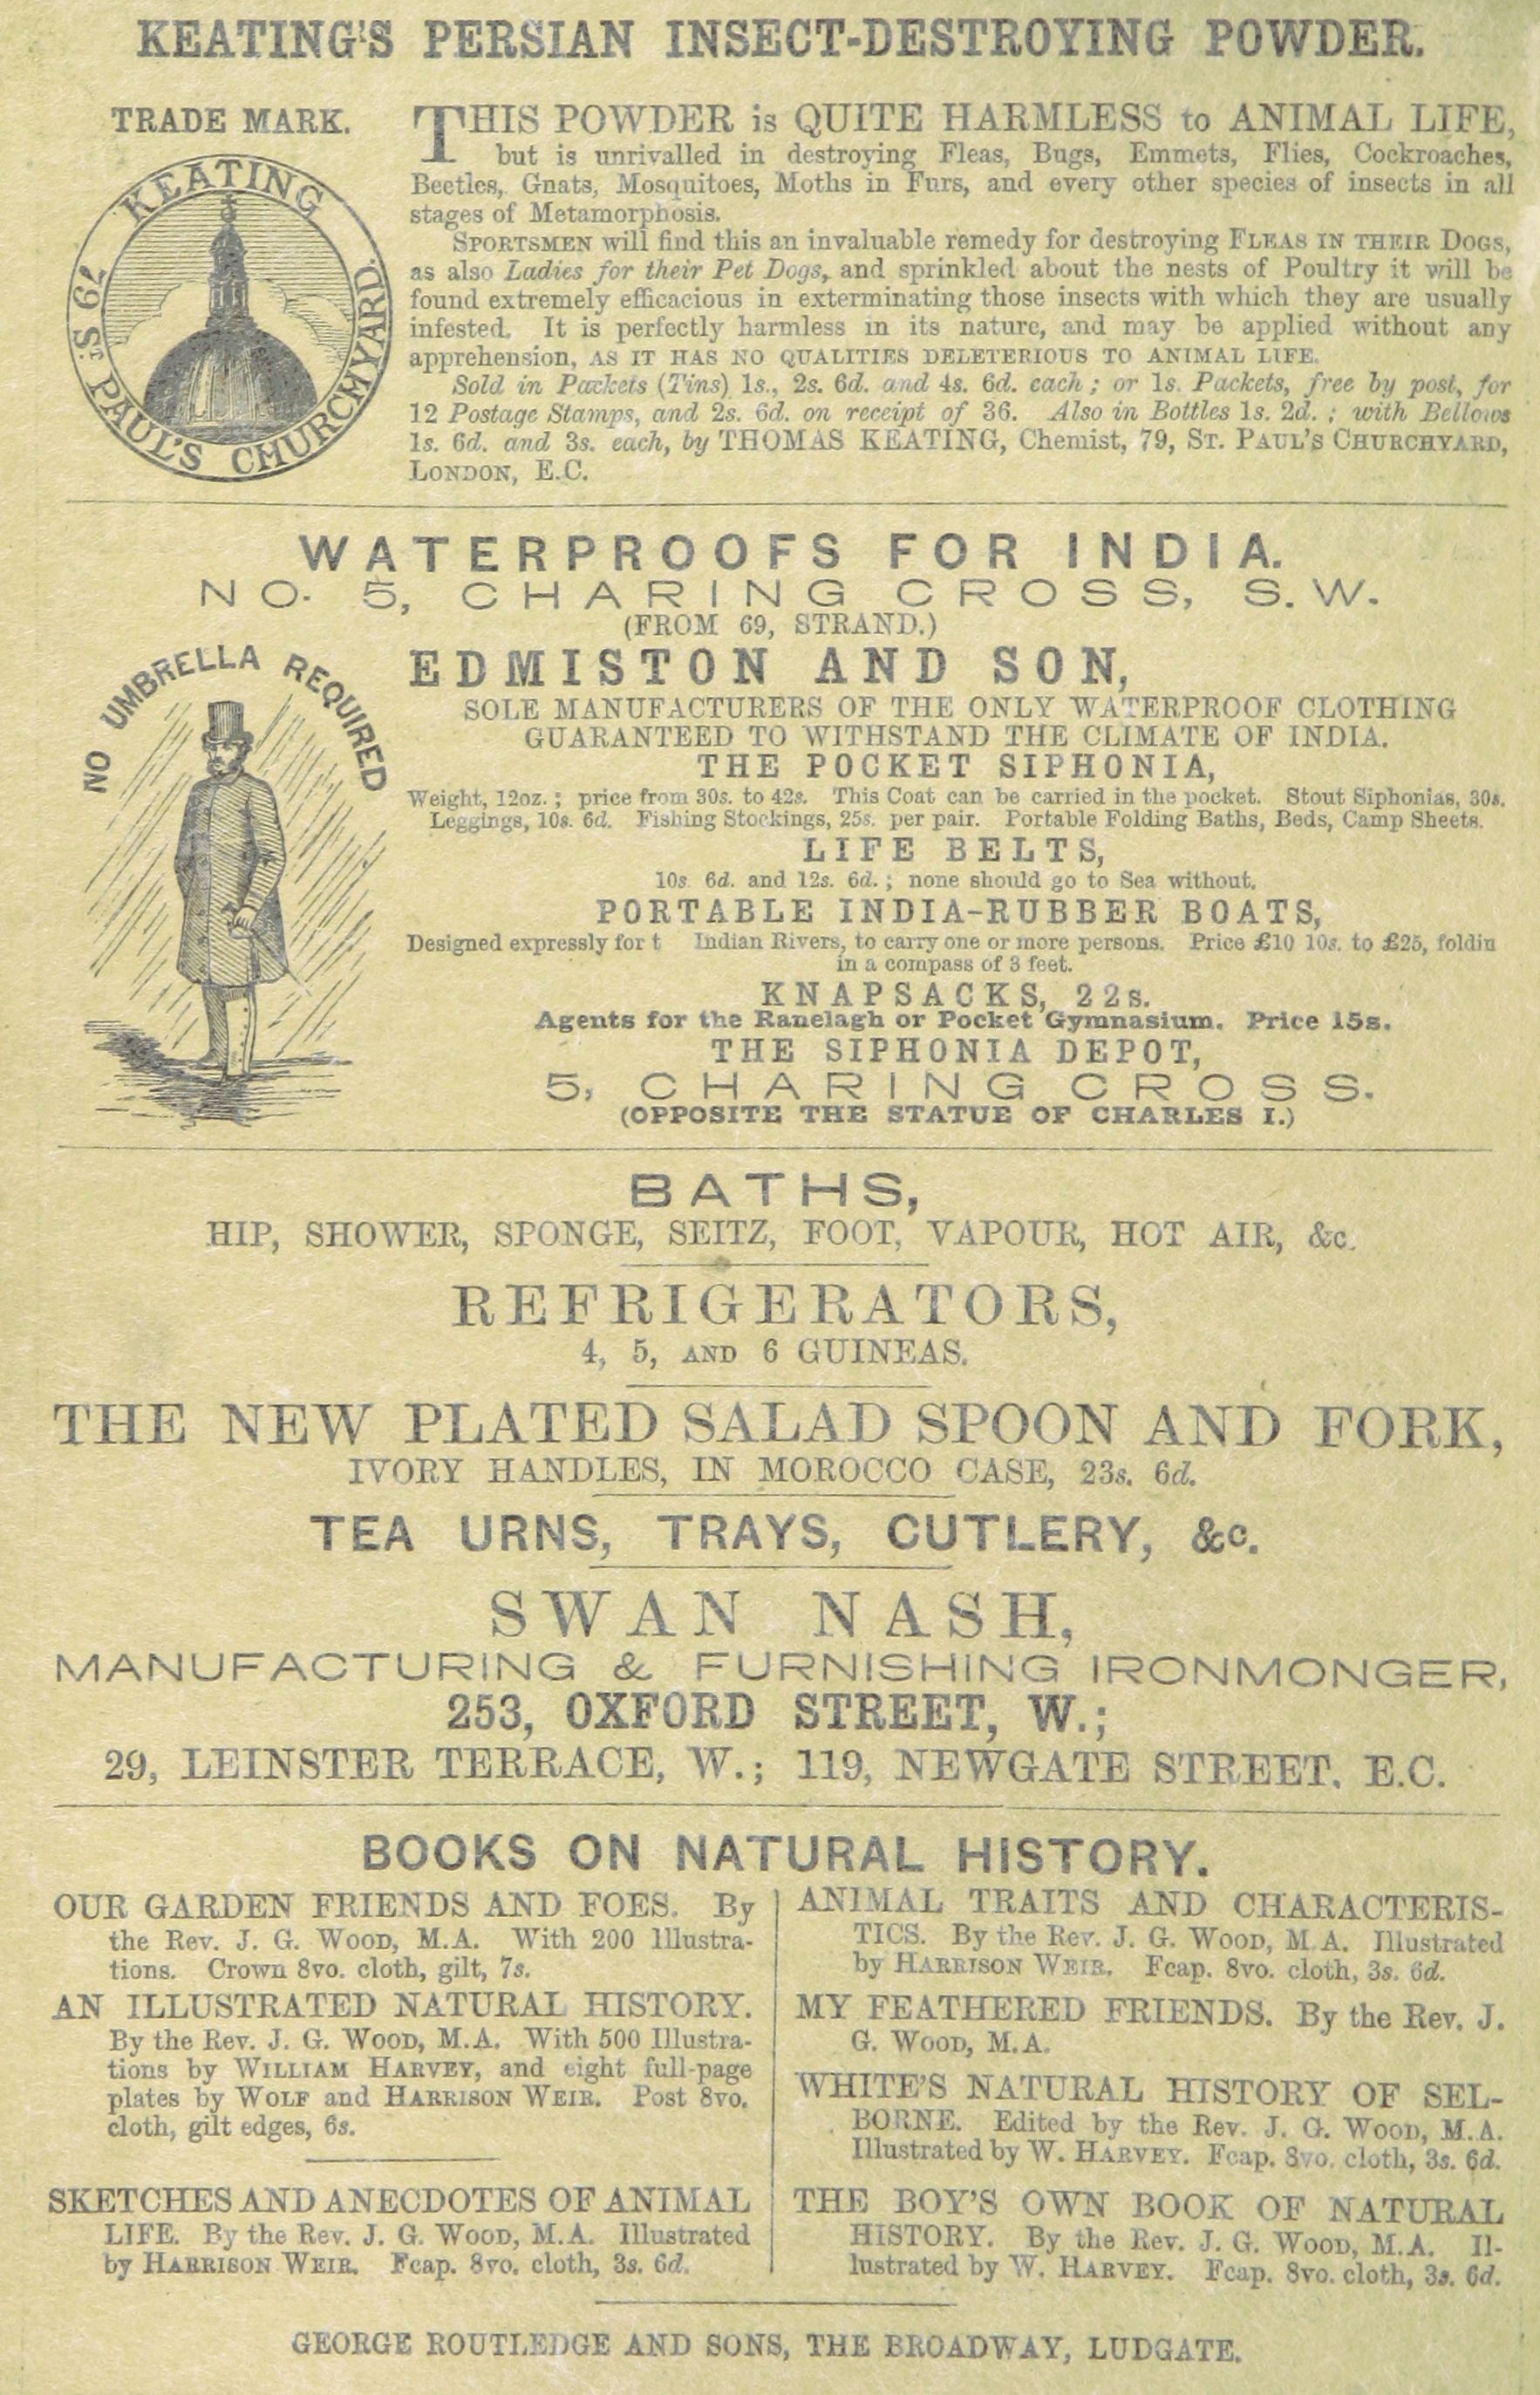 KEATING'S PERSIAN INSECT-DESTROYING POWDER.
TRADE MARK.
KEATING
79 ST. PAUL'S CHURCHYARD.
THIS POWDER is QUITE HARMLESS to ANIMAL LIFE,
but is unrivalled in destroying Fleas, Bugs, Emmets, Flies, Cockroaches,
Beetles, Gnats, Mosquitoes, Moths in Furs, and every other species of insects in all
stages of Metamorphosis.
SPORTSMEN will find this an invaluable remedy for destroying FLEAS IN THEIR DOGS,
as also Ladies for their Pet Dogs, and sprinkled about the nests of Poultry it will be
found extremely efficacious in exterminating those insects with which they are usually
infested. It is perfectly harmless in its nature, and may be applied without any
apprehension, AS IT HAS NO QUALITIES DELETERIOUS TO ANIMAL LIFE.
Sold in Packets (Tins) 1s., 2s. 6d. and 4s. 6d. each; or 1s. Packets, free by post, for
12 Postage Stamps, and 2s. 6d. on receipt of 36. Also in Bottles 1s. 2d.; with Bellows
1s. 6d. and 3s. each, by THOMAS KEATING, Chemist, 79, ST. PAUL'S CHURCHYARD,
LONDON, E.C.
WATERPROOFS FOR INDIA.
NO. 5, CHARING CROSS, S.W.
(FROM 69, STRAND.)
NO UMBRELLA REQUIRED
EDMISTON AND SON,
SOLE MANUFACTURERS OF THE ONLY WATERPROOF CLOTHING
GUARANTEED TO WITHSTAND THE CLIMATE OF INDIA.
THE POCKET SIPHONIA,
Weight, 12oz.; price from 30s. to 42s. This Coat can be carried in the pocket. Stout Siphonias, 30s.
Leggings, 10s. 6d. Fishing Stockings, 25s. per pair. Portable Folding Baths, Beds, Camp Sheets.
LIFE BELTS,
10s 6d. and 12s. 6d.; none should go to Sea without.
PORTABLE INDIA-RUBBER BOATS,
Designed expressly for t Indian Rivers, to carry one or more persons. Price £10 10s. to £25, foldin
in a compass of 3 feet.
KNAPSACKS, 22s.
Agents for the Ranelagh or Pocket Gymnasium. Price 15s.
THE SIPHONIA DEPOT,
5, CHARING CROSS.
(OPPOSITE THE STATUE OF CHARLES I.)
BATHS,
HIP, SHOWER, SPONGE, SEITZ, FOOT, VAPOUR, HOT AIR, &c.
REFRIGERATORS,
4, 5, AND 6 GUINEAS.
THE NEW PLATED SALAD SPOON AND FORK,
IVORY HANDLES, IN MOROCCO CASE, 23s. 6d.
TEA URNS, TRAYS, CUTLERY, &c.
SWAN NASH,
MANUFACTURING & FURNISHING IRONMONGER,
253, OXFORD STREET, W.;
29, LEINSTER TERRACE, W.; 119, NEWGATE STREET. E.C.
BOOKS ON NATURAL HISTORY.
OUR GARDEN FRIENDS AND FOES. By
the Rev. J. G. WOOD, M.A. With 200 Illustra-
tions. Crown 8vo. cloth, gilt, 7s.
AN ILLUSTRATED NATURAL HISTORY.
By the Rev. J. G. WOOD, M.A. With 500 Illustra-
tions by WILLIAM HARVEY, and eight full-page
plates by WOLF and HARRISON WEIR. Post 8vo.
cloth, gilt edges, 6s.
SKETCHES AND ANECDOTES OF ANIMAL
LIFE. By the Rev. J. G. WOOD, M.A. Illustrated
by HARRISON WEIR. Fcap. 8vo. cloth, 3s. 6d.
ANIMAL TRAITS AND CHARACTERIS-
TICS. By the Rev. J. G. WOOD, M.A. Illustrated
by HARRISON WEIR. Fcap. 8vo. cloth, 3s. 6d.
MY FEATHERED FRIENDS. By the Rev. J.
G. WOOD, M.A.
WHITE'S NATURAL HISTORY OF SEL-
BORNE. Edited by the Rev. J. G. WOOD, M.A.
Illustrated by W. HARVEY. Fcap. 8vo. cloth, 3s. 6d.
THE BOY'S OWN BOOK OF NATURAL
HISTORY. By the Rev. J. G. WOOD, M.A. Il-
lustrated by W. HARVEY. Fcap. 8vo. cloth, 3s. 6d.
GEORGE ROUTLEDGE AND SONS, THE BROADWAY, LUDGATE.